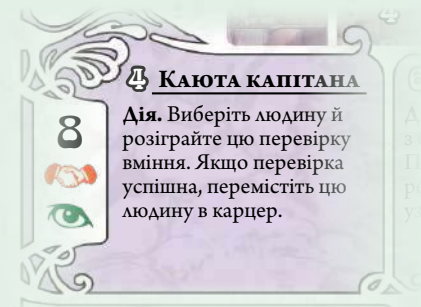 4 Каюта капітана
8
Дія. Виберіть людину й
розіграйте цю перевірку
вміння. Якщо перевірка
успішна, перемістіть цю
людину в карцер.